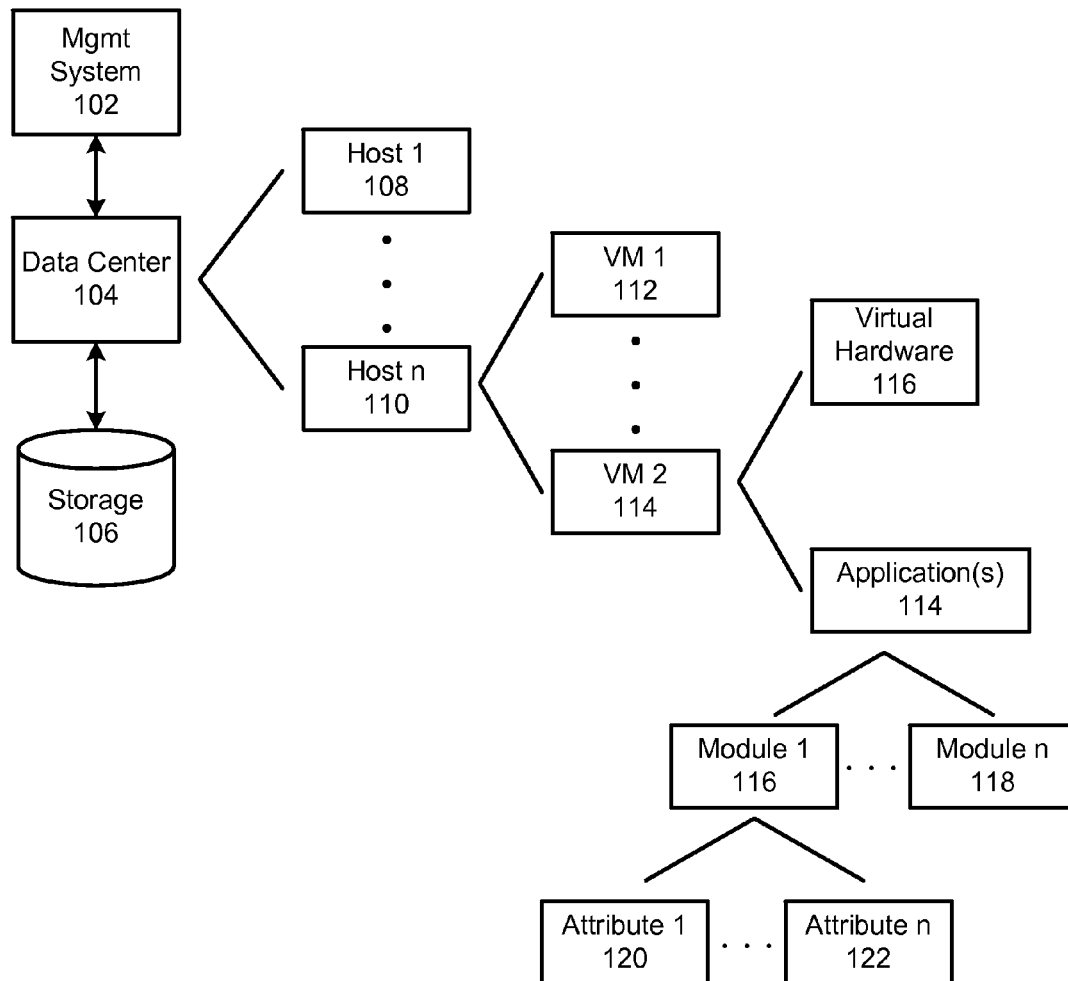 Mgmt
System
102
Data Center
104
Storage
106
Host 1
108
Host n
110
VM 1
112
VM 2
114
Virtual
Hardware
116
Application(s)
114
Module 1
116
. . .
Module n
118
Attribute 1
120
. . .
Attribute n
122